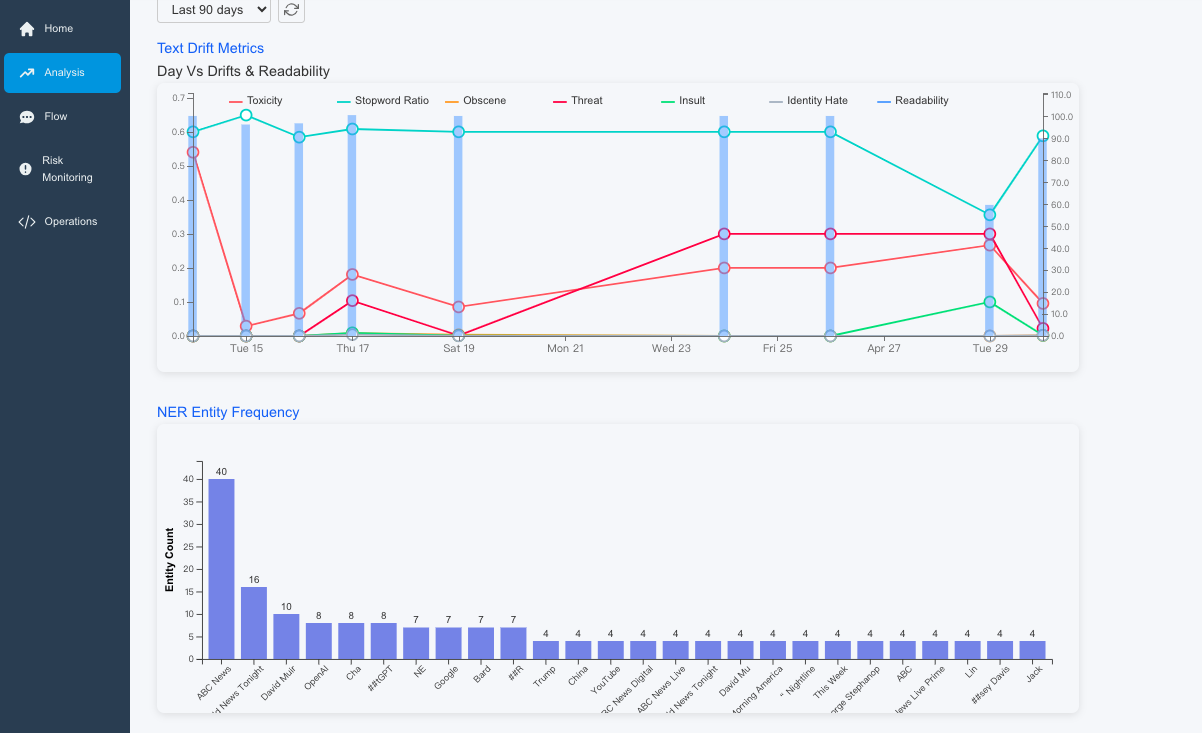 Last 90 days
Home
Analysis
Flow
Risk
Monitoring
Operations
Text Drift Metrics
Day Vs Drifts & Readability
Toxicity Stopword Ratio Obscene Threat Insult Identity Hate Readability
0.7 110.0
100.0
0.6 90.0
80.0
0.5 70.0
0.4 60.0
50.0
0.3 40.0
0.2 30.0
20.0
0.1 10.0
0.0 0.0
Tue 15 Thu 17 Sat 19 Mon 21 Wed 23 Fri 25 Apr 27 Tue 29
NER Entity Frequency
Entity Count
40
35
30
25
20
15
10
5
0
40 16 10 8 8 8 7 7 7 7 4 4 4 4 4 4 4 4 4 4 4 4 4 4 4 4
ABC News
d News Tonight
David Muir
OpenAI
Cha
##tGPT
NE
Google
Bard
##R
Trump
China
YouTube
BC News Digital
ABC News Live
d News Tonight
David Mu
orning America
" Nightline
This Week
orge Stephanop
ABC
News Live Prime
Lin
##sey Davis
Jack